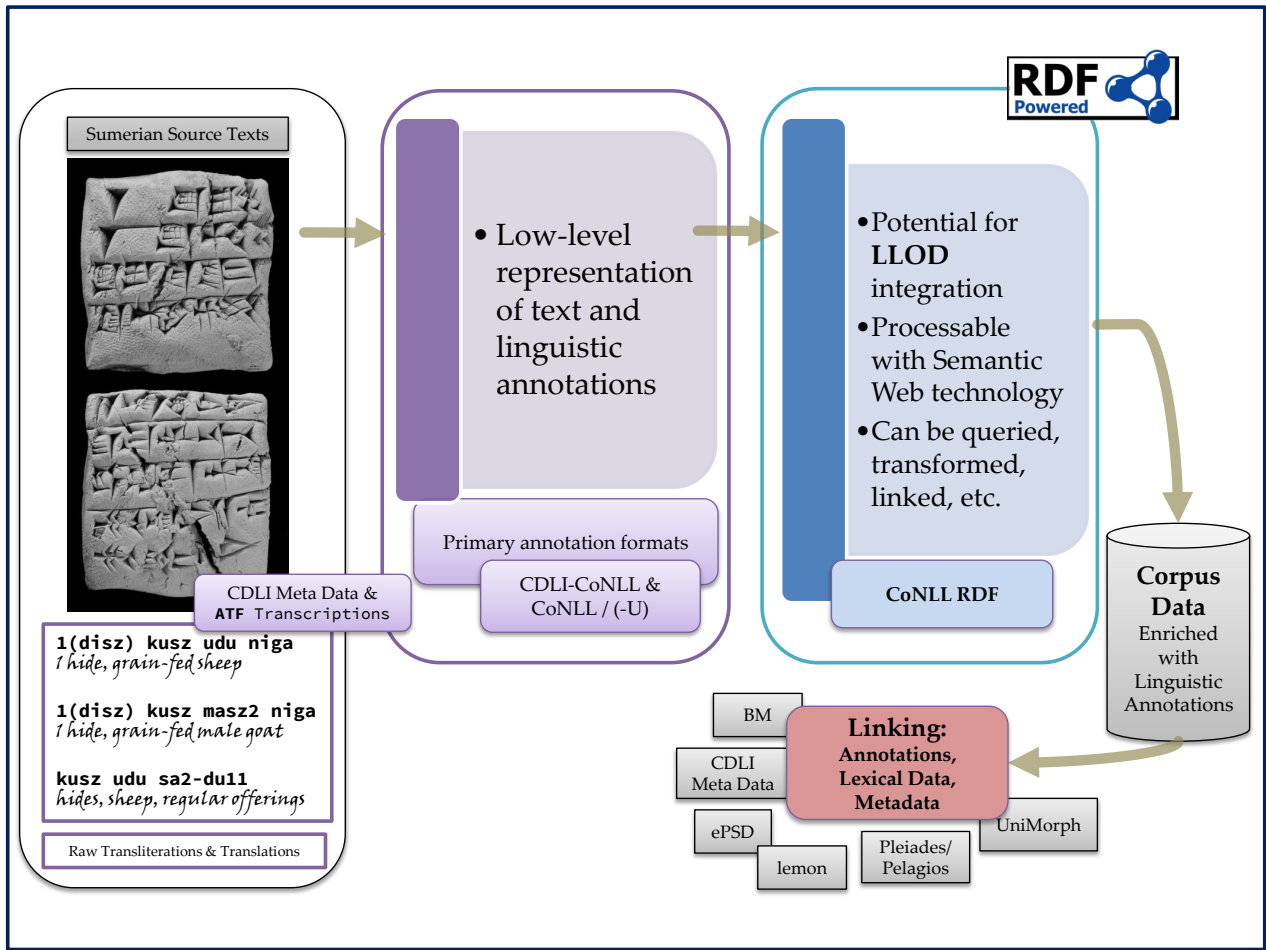 RDF
Powered
Sumerian Source Texts
CDLI Meta Data &
ATF Transcriptions
1(disz) kusz udu niga
1 hide, grain-fed sheep
1(disz) kusz masz2 niga
1 hide, grain-fed male goat
kusz udu sa2-du11
hides, sheep, regular offerings
Raw Transliterations & Translations
• Low-level
representation
of text and
linguistic
annotations
Primary annotation formats
CDLI-CoNLL &
CoNLL / (-U)
•Potential for
LLOD
integration
•Processable
with Semantic
Web technology
•Can be queried,
transformed,
linked, etc.
CoNLL RDF
Corpus
Data
Enriched
with
Linguistic
Annotations
Linking:
Annotations,
Lexical Data,
Metadata
BM
CDLI
Meta Data
ePSD
lemon
Pleiades/
Pelagios
UniMorph